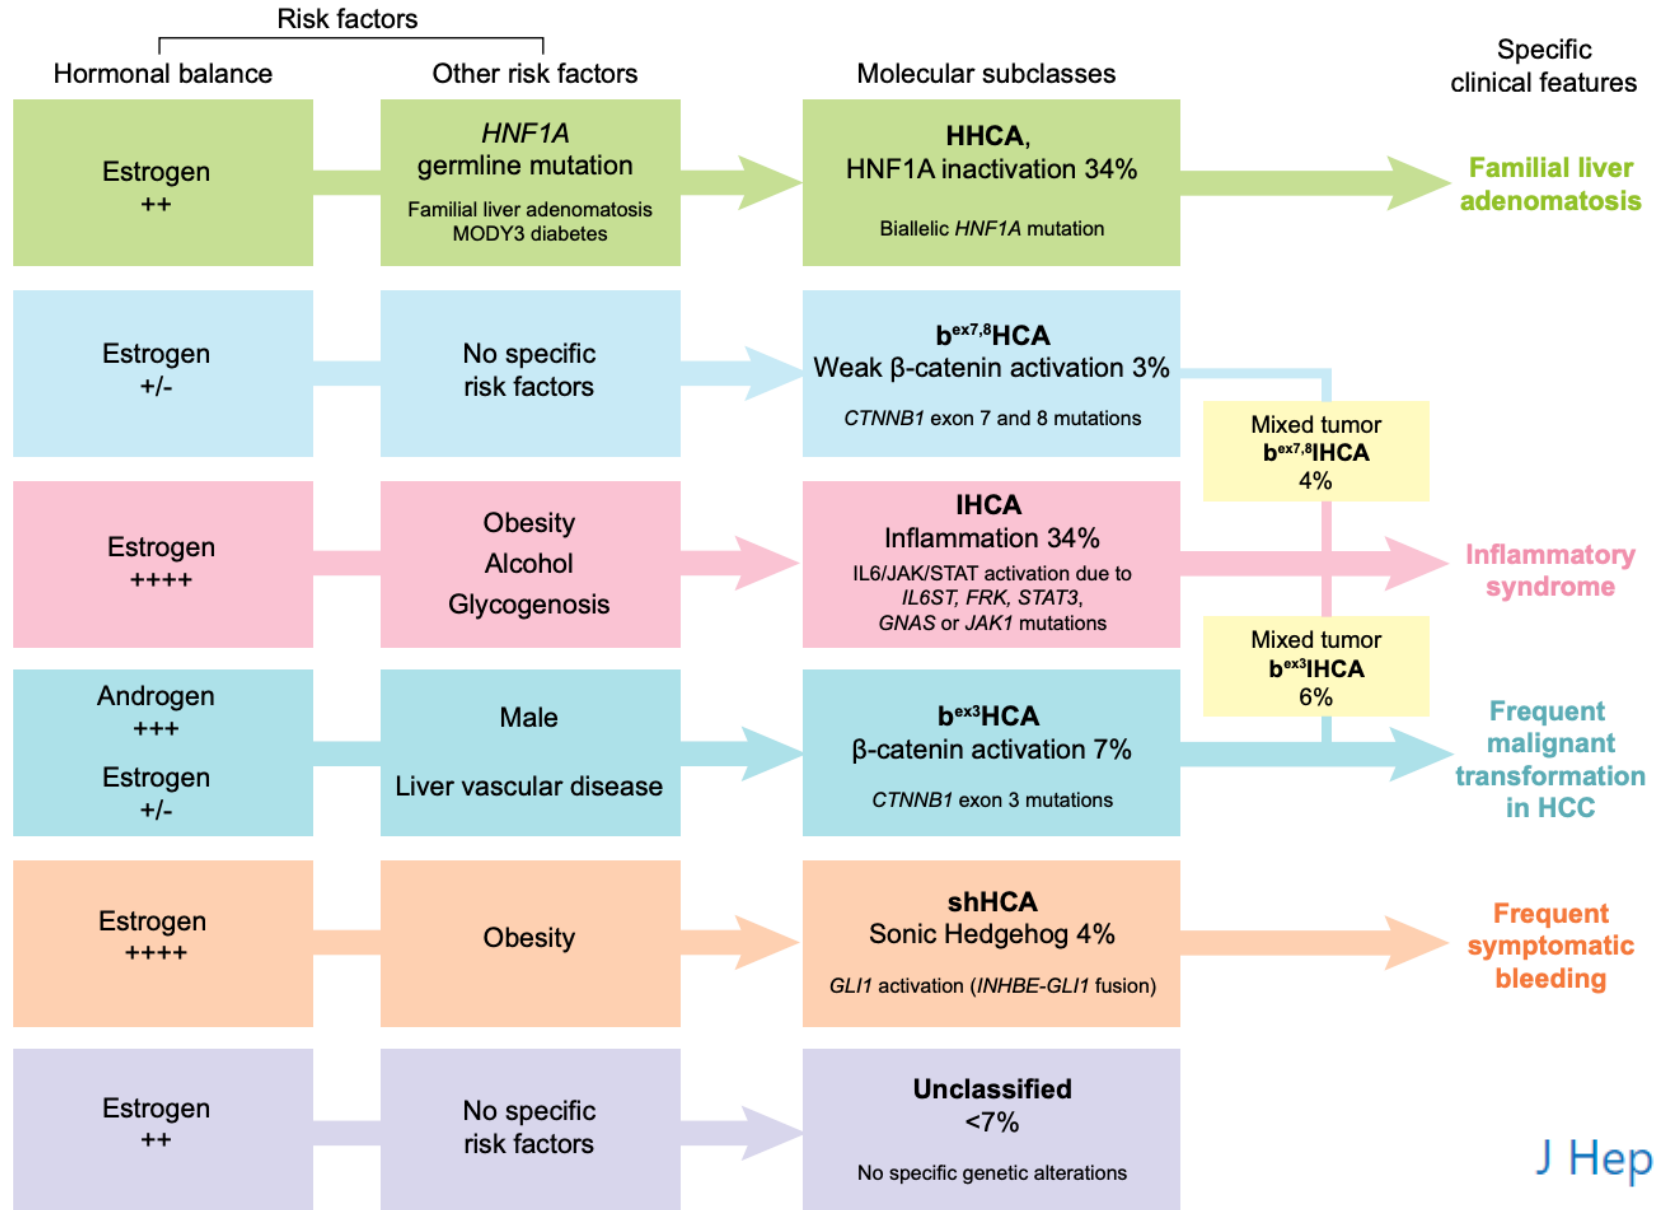 Risk factors
Hormonal balance
Other risk factors
Molecular subclasses
Specific
clinical features
Estrogen
++
HNF1A
germline mutation
Familial liver adenomatosis
MODY3 diabetes
HHCA,
HNF1A inactivation 34%
Biallelic HNF1A mutation
Familial liver
adenomatosis
Estrogen
+/-
No specific
risk factors
bex7,8HCA
Weak β-catenin activation 3%
CTNNB1 exon 7 and 8 mutations
Mixed tumor
bex7,8IHCA
4%
Estrogen
++++
Obesity
Alcohol
Glycogenosis
IHCA
Inflammation 34%
IL6/JAK/STAT activation due to
IL6ST, FRK, STAT3,
GNAS or JAK1 mutations
Inflammatory
syndrome
Mixed tumor
bex3IHCA
6%
Androgen
+++
Estrogen
+/-
Male
Liver vascular disease
bex3HCA
β-catenin activation 7%
CTNNB1 exon 3 mutations
Frequent
malignant
transformation
in HCC
Estrogen
++++
Obesity
shHCA
Sonic Hedgehog 4%
GLI1 activation (INHBE-GLI1 fusion)
Frequent
symptomatic
bleeding
Estrogen
++
No specific
risk factors
Unclassified
<7%
No specific genetic alterations
J Hep